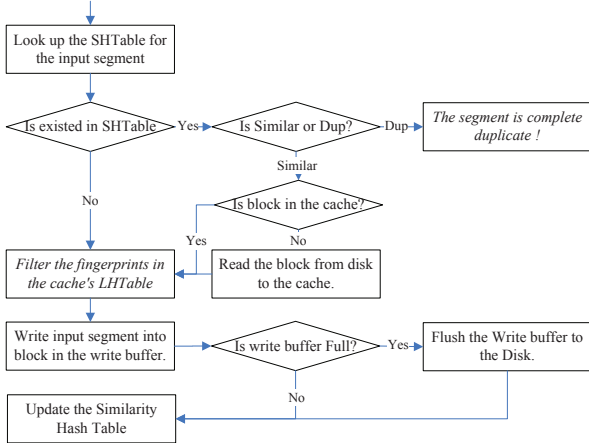 Look up the SHTable for
the input segment
Is existed in SHTable
Yes
Is Similar or Dup?
Dup
The segment is complete
duplicate !
Similar
No
Is block in the cache?
Yes
No
Filter the fingerprints in
the cache's LHTable
Read the block from disk
to the cache.
Write input segment into
block in the write buffer.
Is write buffer Full?
Yes
Flush the Write buffer to
the Disk.
No
Update the Similarity
Hash Table